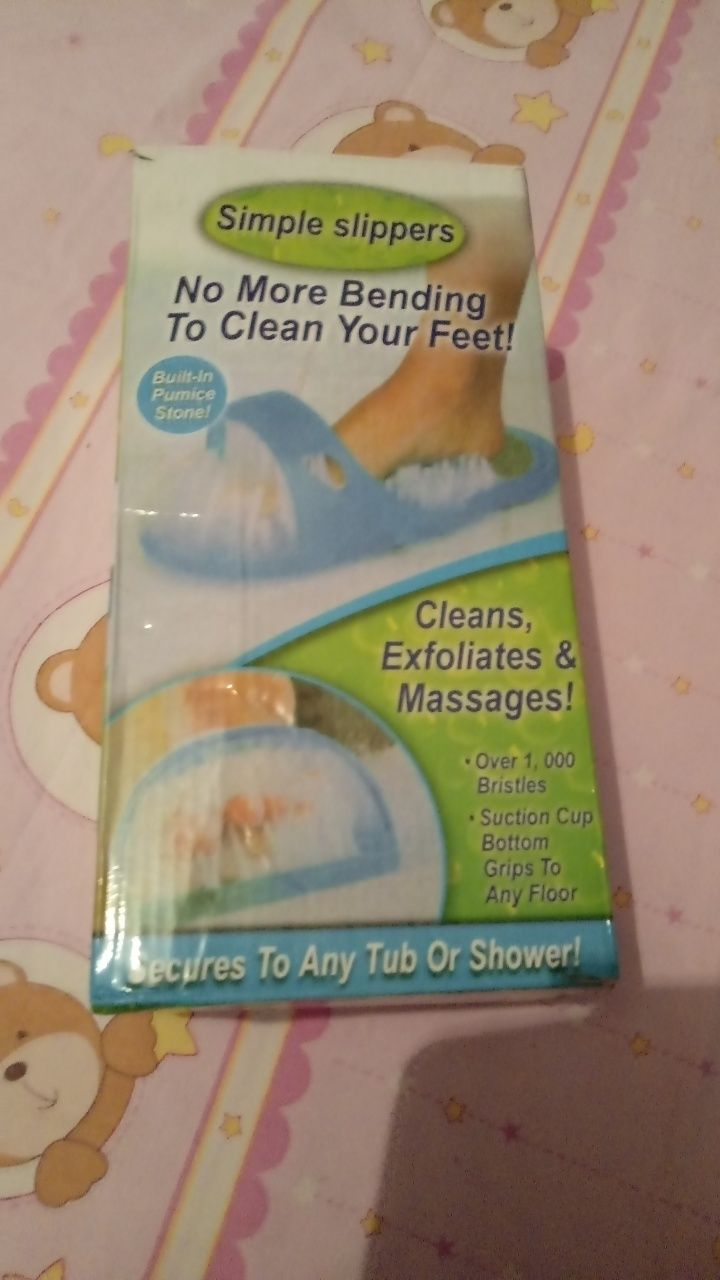 Simple slippers
No More Bending
To Clean Your Feet!
Built-In
Pumice
Stone!
Cleans,
Exfoliates &
Massages!
• Over 1, 000
Bristles
• Suction Cup
Bottom
Grips To
Any Floor
Secures To Any Tub Or Shower!